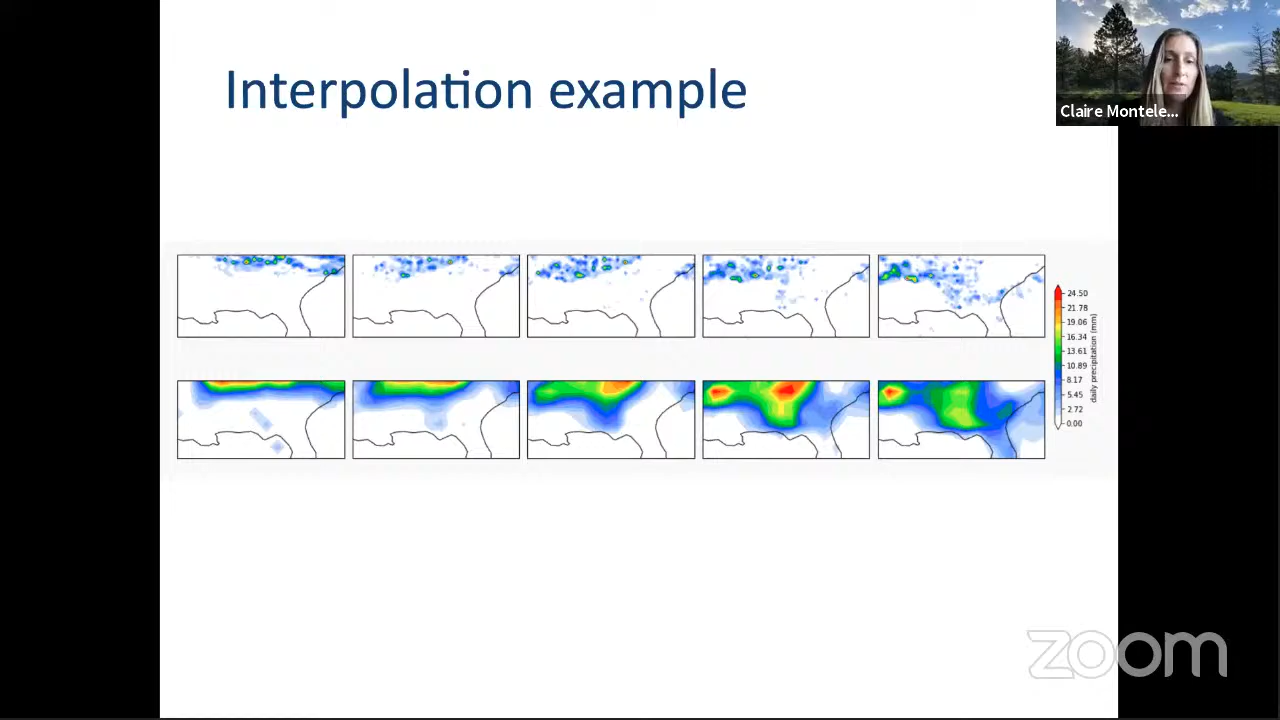 Interpolation example
Claire Montele...
24.50
21.78
19.06
16.34
13.61
10.89
8.17
5.45
2.72
0.00
daily precipitation (mm)
zoom